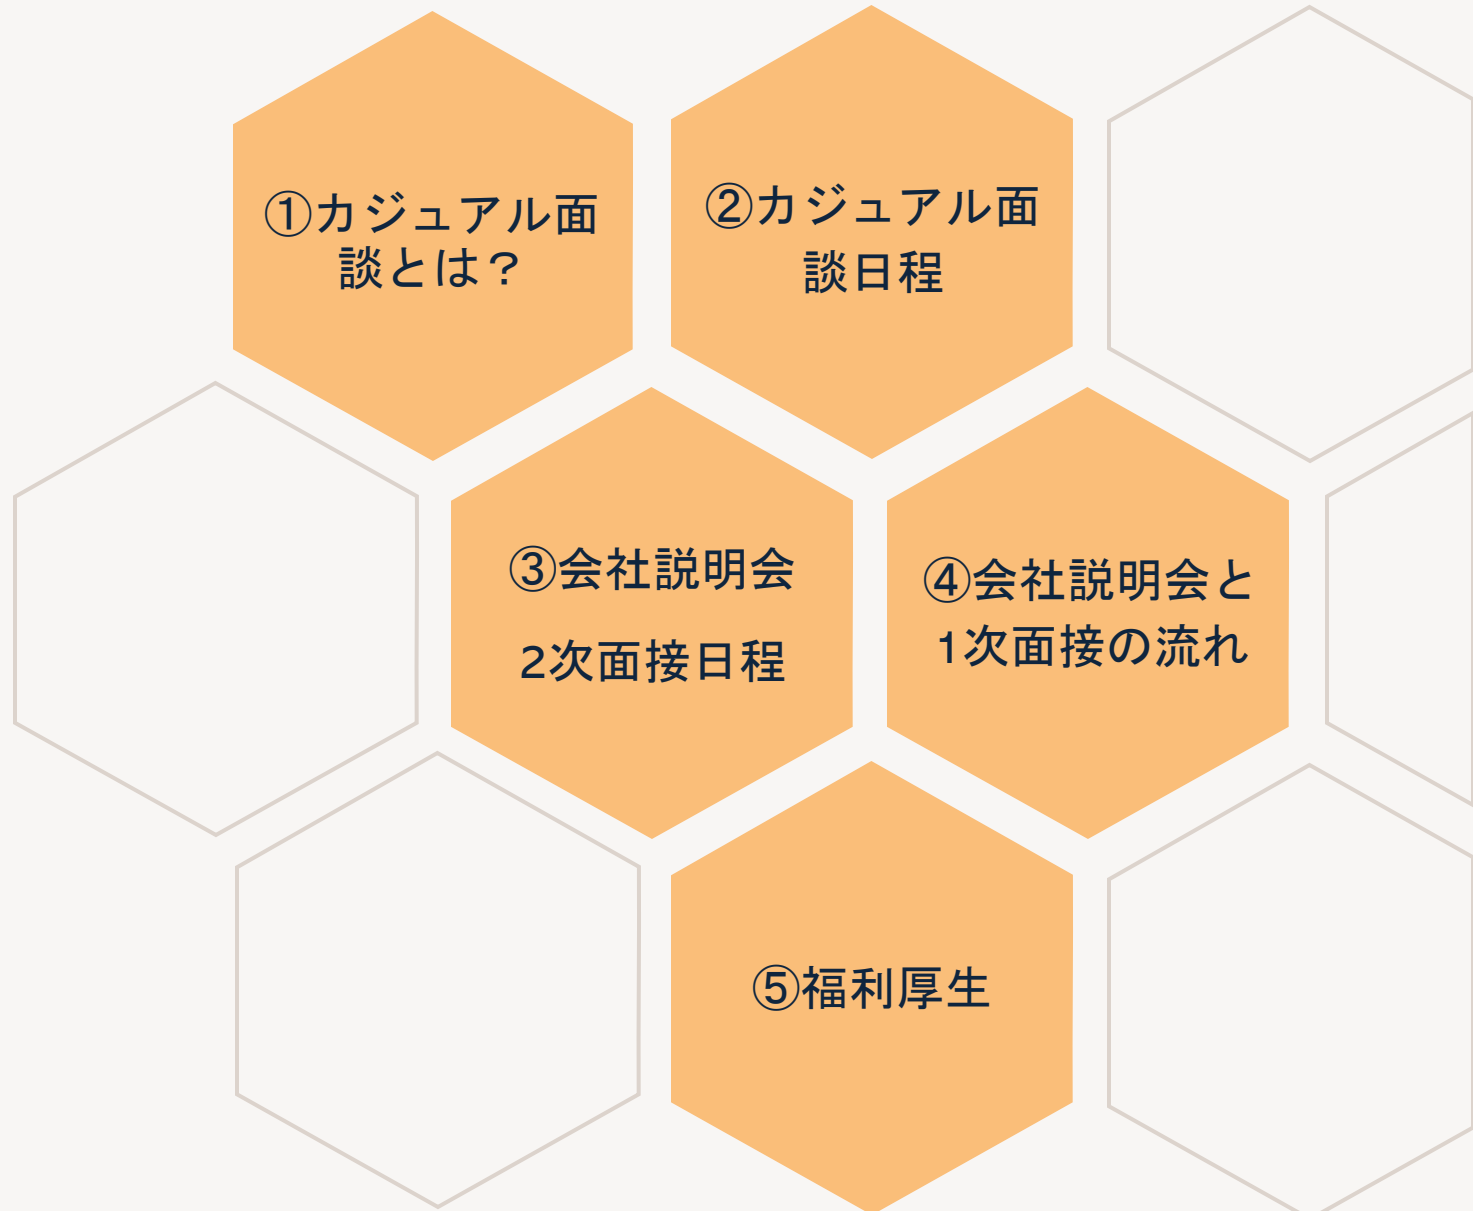 ①カジュアル面
談とは？
②カジュアル面
談日程
③会社説明会
2次面接日程
④会社説明会と
1次面接の流れ
⑤福利厚生